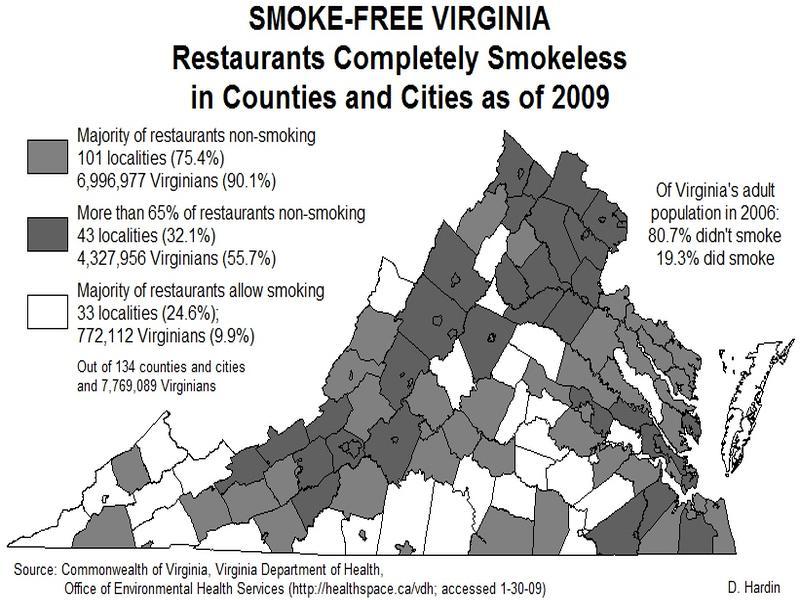 SMOKE-FREE VIRGINIA
Restaurants Completely Smokeless
in Counties and Cities as of 2009
Majority of restaurants non-smoking
101 localities (75.4%)
6,996,977 Virginians (90.1%)
More than 65% of restaurants non-smoking
43 localities (32.1%)
4,327,956 Virginians (55.7%)
Majority of restaurants allow smoking
33 localities (24.6%);
772,112 Virginians (9.9%)
Out of 134 counties and cities
and 7,769,089 Virginians
Of Virginia's adult
population in 2006:
80.7% didn't smoke
19.3% did smoke
Source: Commonwealth of Virginia, Virginia Department of Health,
Office of Environmental Health Services (http://healthspace.ca/vdh; accessed 1-30-09)
D. Hardin